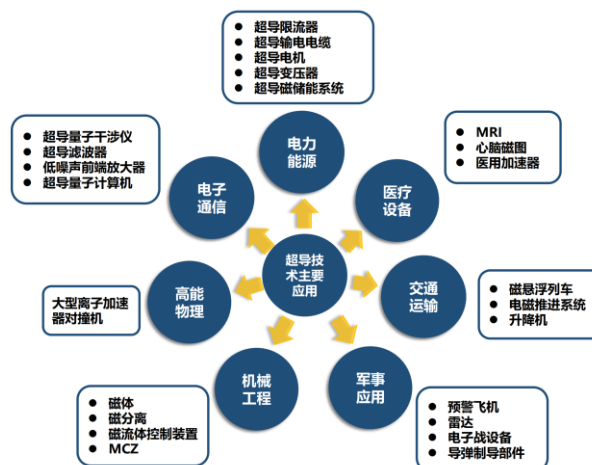 超导限流器
超导输电电缆
超导电机
超导变压器
超导磁储能系统
电力
能源
MRI
心脑磁图
医用加速器
医疗
设备
磁悬浮列车
电磁推进系统
升降机
交通
运输
预警飞机
雷达
电子战设备
导弹制导部件
军事
应用
磁体
磁分离
磁流体控制装置
MCZ
机械
工程
大型离子加速
器对撞机
高能
物理
超导量子干涉仪
超导滤波器
低噪声前端放大器
超导量子计算机
电子
通信
超导技
术主要
应用